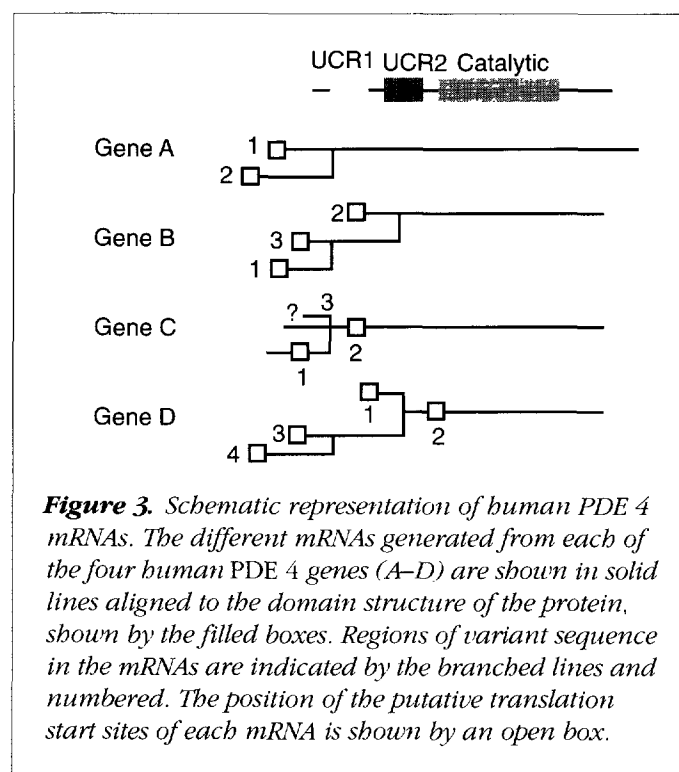 UCR1 UCR2 Catalytic
Gene A
1
2
Gene B
2
3
1
Gene C
?
3
1
2
Gene D
1
2
3
4
Figure 3. Schematic representation of human PDE 4
mRNAs. The different mRNAs generated from each of
the four human PDE 4 genes (A–D) are shown in solid
lines aligned to the domain structure of the protein,
shown by the filled boxes. Regions of variant sequence
in the mRNAs are indicated by the branched lines and
numbered. The position of the putative translation
start sites of each mRNA is shown by an open box.